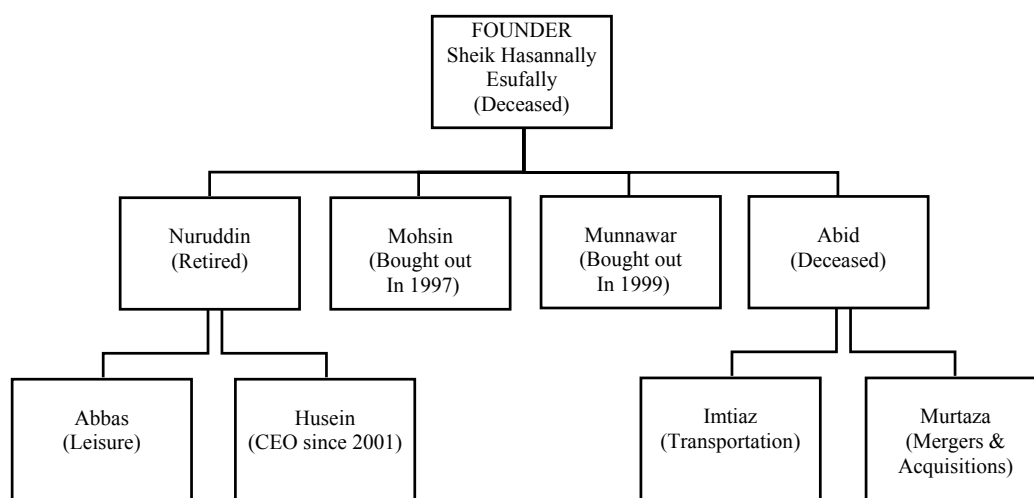 FOUNDER
Sheik Hasannally
Esufally
(Deceased)
Nuruddin
(Retired)
Mohsin
(Bought out
In 1997)
Munnawar
(Bought out
In 1999)
Abid
(Deceased)
Abbas
(Leisure)
Husein
(CEO since 2001)
Imtiaz
(Transportation)
Murtaza
(Mergers &
Acquisitions)